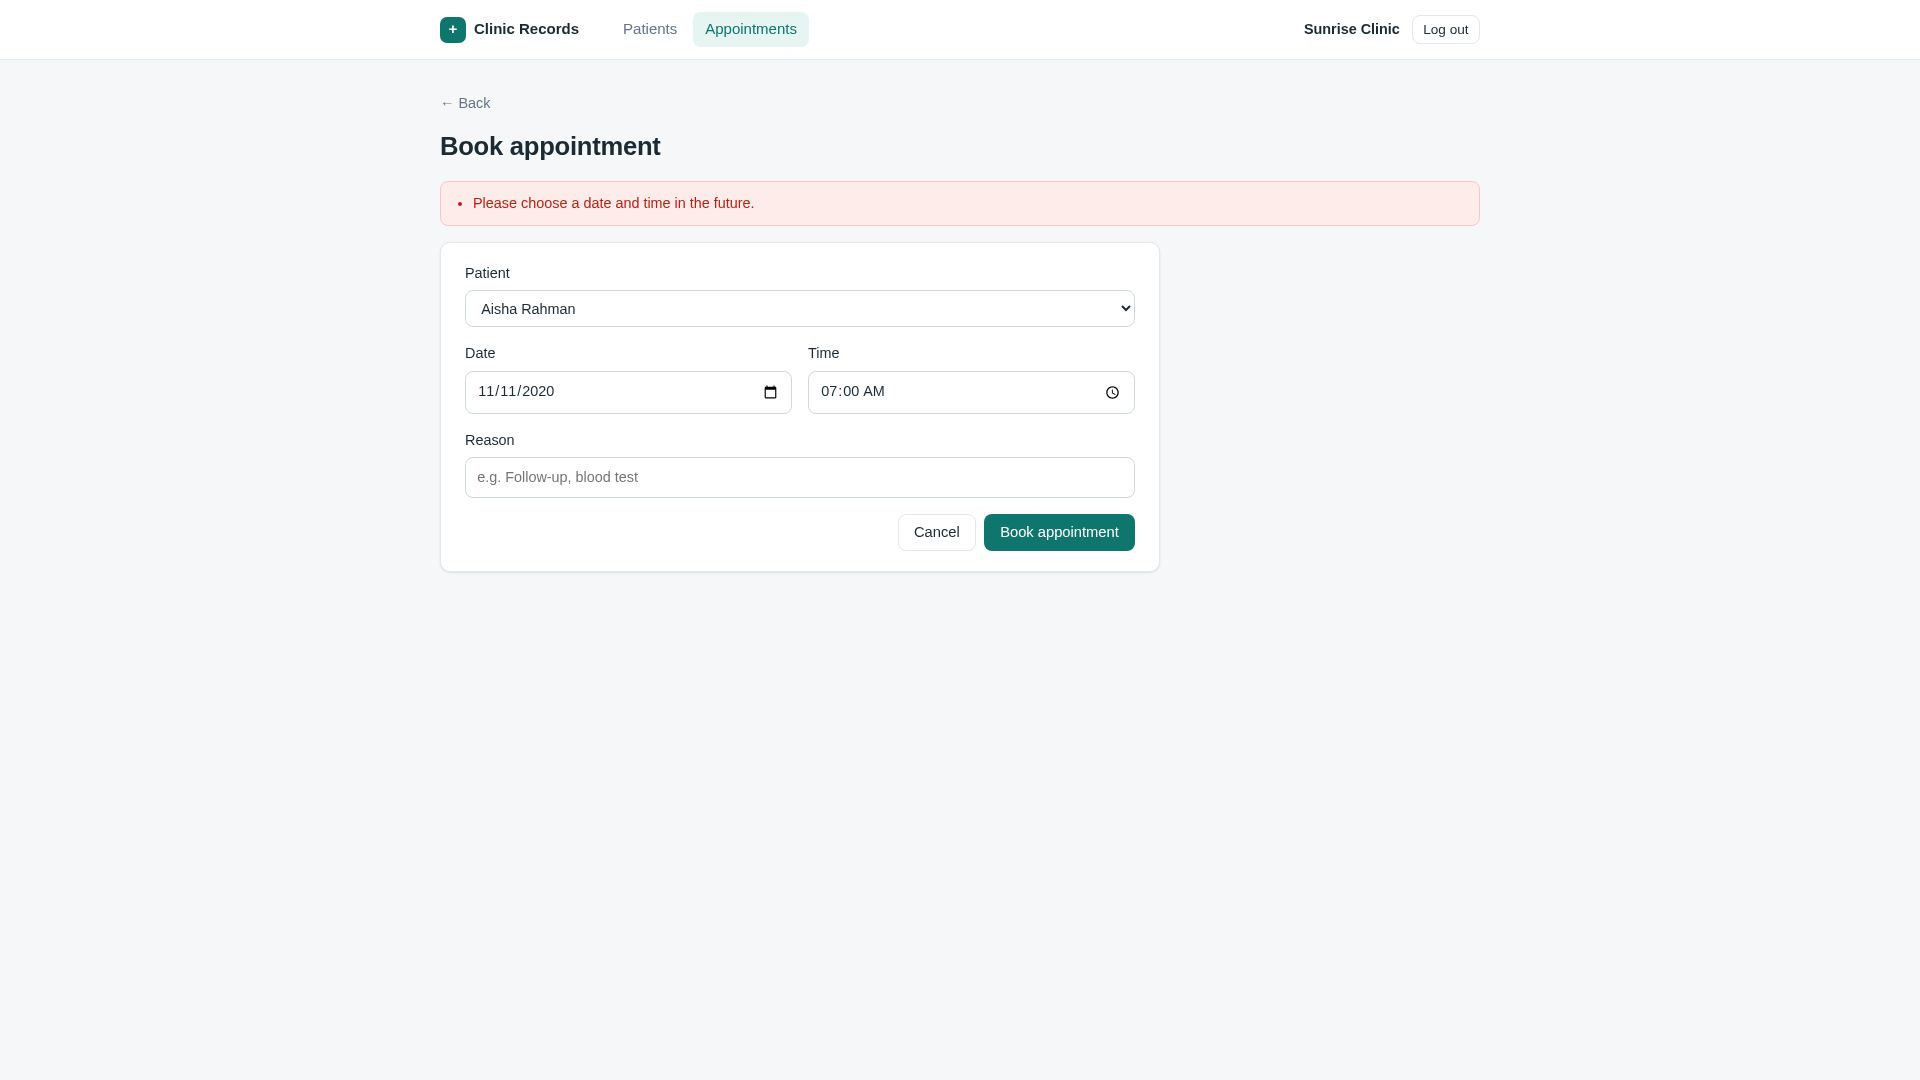 + Clinic Records Patients Appointments Sunrise Clinic Log out
← Back
Book appointment
• Please choose a date and time in the future.
Patient
Aisha Rahman
Date Time
11/11/2020 07:00 AM
Reason
e.g. Follow-up, blood test
Cancel Book appointment